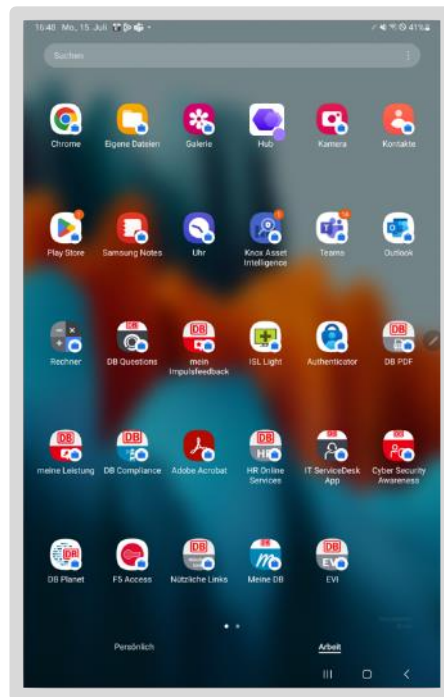 16:40 Mo., 15. Juli 41%
Suchen
Chrome Eigene Dateien Galerie Hub Kamera Kontakte
Play Store Samsung Notes Uhr Knox Asset Intelligence Teams Outlook
Rechner DB Questions mein Impulsfeedback ISL Light Authenticator DB PDF
meine Leistung DB Compliance Adobe Acrobat HR Online Services IT ServiceDesk App Cyber Security Awareness
DB Planet F5 Access Nützliche Links Meine DB EVI
Persönlich Arbeit